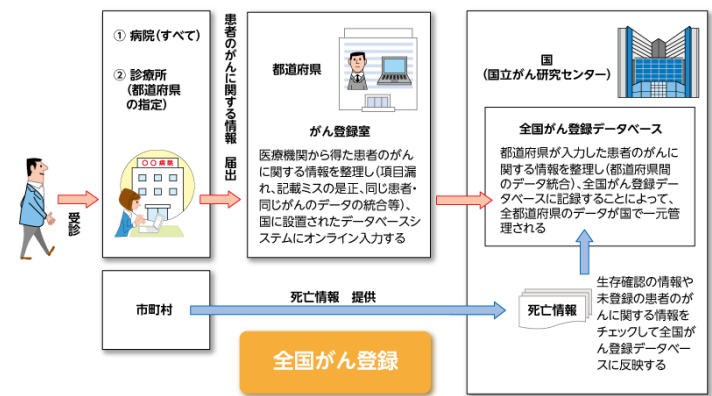 受診
① 病院（すべて）
② 診療所
（都道府県
の指定）
〇〇病院
患者のがんに関する情報 届出
都道府県
がん登録室
医療機関から得た患者のがん
に関する情報を整理し（項目漏
れ、記載ミスの是正、同じ患者・
同じがんのデータの統合等）、
国に設置されたデータベースシ
ステムにオンライン入力する
国
（国立がん研究センター）
全国がん登録データベース
都道府県が入力した患者のがんに
関する情報を整理し（都道府県間
のデータ統合）、全国がん登録デー
タベースに記録することによって、
全都道府県のデータが国で一元管
理される
市町村
死亡情報 提供
死亡情報
生存確認の情報や
未登録の患者のが
んに関する情報を
チェックして全国が
ん登録データベー
スに反映する
全国がん登録